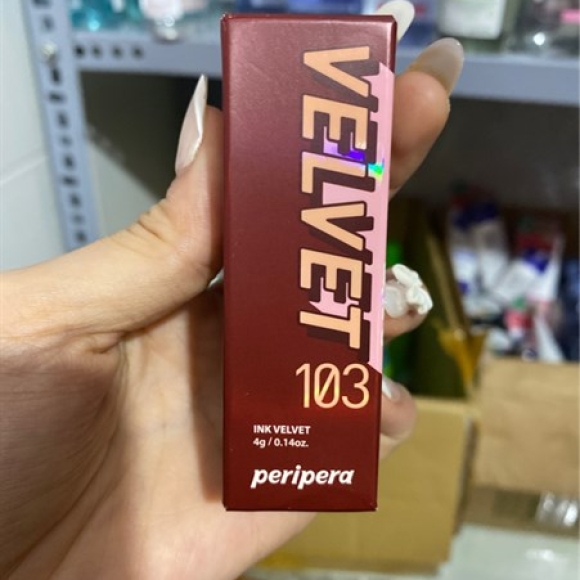 VELVET
103
INK VELVET
4g / 0.14oz.
peripera